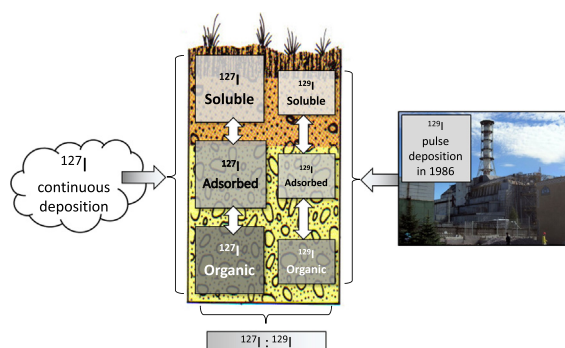 ¹²⁷I
Soluble
¹²⁹I
Soluble
¹²⁷I
continuous
deposition
¹²⁷I
Adsorbed
¹²⁹I
Adsorbed
¹²⁹I
pulse
deposition
in 1986
¹²⁷I
Organic
¹²⁹I
Organic
¹²⁷I : ¹²⁹I